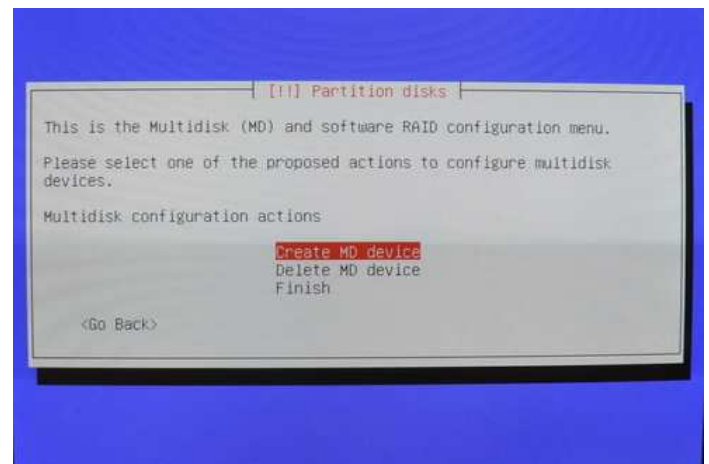 [!!] Partition disks
This is the Multidisk (MD) and software RAID configuration menu.
Please select one of the proposed actions to configure multidisk
devices.
Multidisk configuration actions
Create MD device
Delete MD device
Finish
<Go Back>